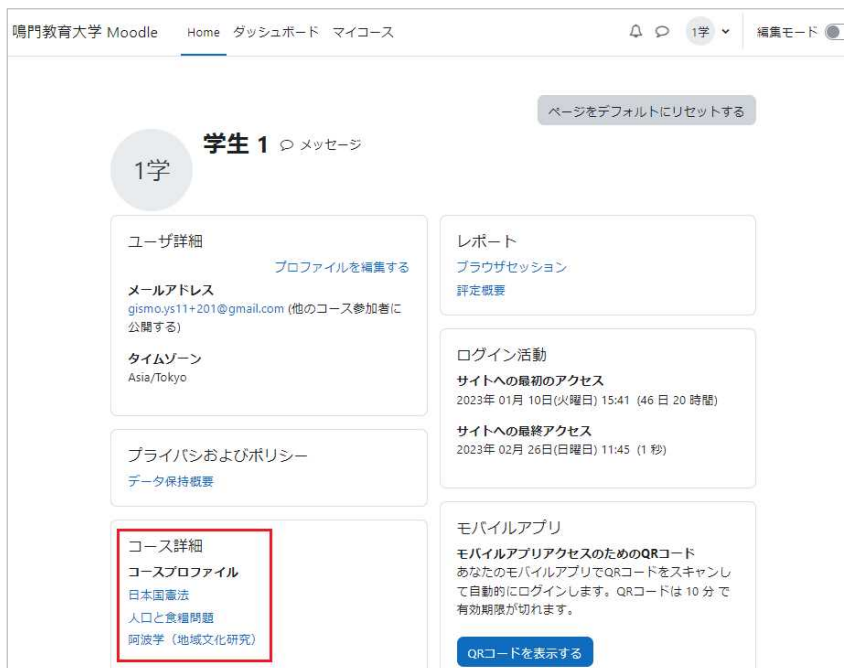 鳴門教育大学 Moodle Home ダッシュボード マイコース 1学 編集モード
ページをデフォルトにリセットする
1学
学生 1 メッセージ
ユーザ詳細
プロファイルを編集する
メールアドレス
gismo.ys11+201@gmail.com (他のコース参加者に
公開する)
タイムゾーン
Asia/Tokyo
プライバシおよびポリシー
データ保持概要
コース詳細
コースプロファイル
日本国憲法
人口と食糧問題
阿波学（地域文化研究）
レポート
ブラウザセッション
評定概要
ログイン活動
サイトへの最初のアクセス
2023年 01月 10日(火曜日) 15:41 (46 日 20 時間)
サイトへの最終アクセス
2023年 02月 26日(日曜日) 11:45 (1 秒)
モバイルアプリ
モバイルアプリアクセスのためのQRコード
あなたのモバイルアプリでQRコードをスキャンし
て自動的にログインします。QRコードは 10 分 で
有効期限が切れます。
QRコードを表示する